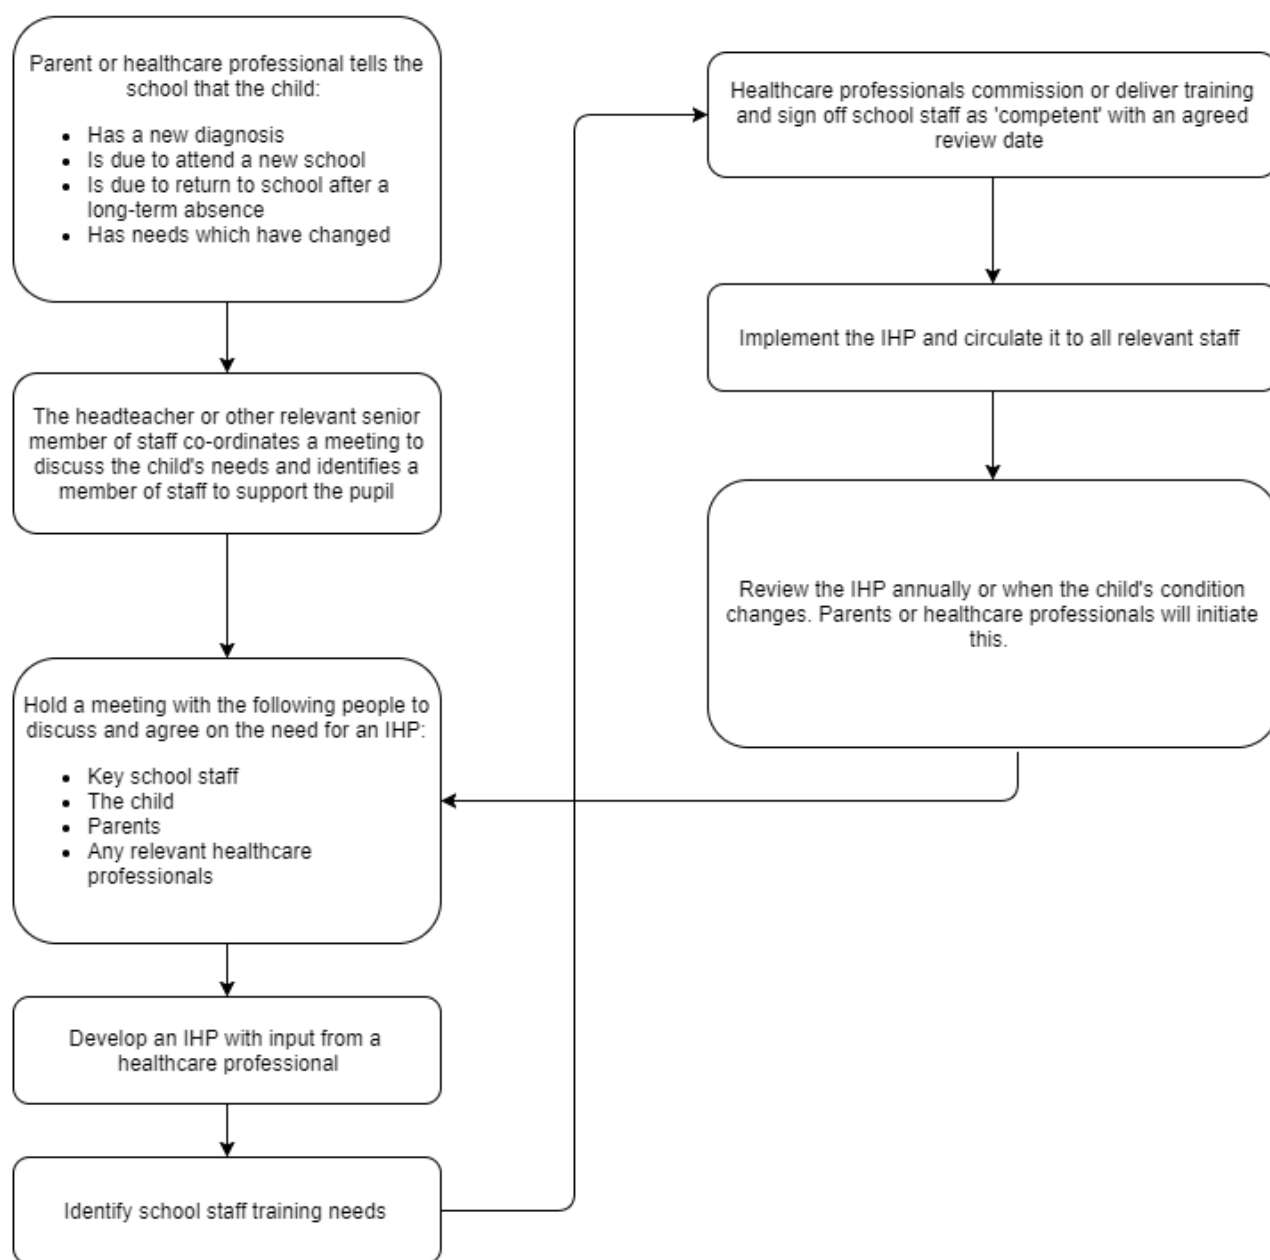 Parent or healthcare professional tells the
school that the child:
• Has a new diagnosis
• Is due to attend a new school
• Is due to return to school after a
long-term absence
• Has needs which have changed
The headteacher or other relevant senior
member of staff co-ordinates a meeting to
discuss the child's needs and identifies a
member of staff to support the pupil
Hold a meeting with the following people to
discuss and agree on the need for an IHP:
• Key school staff
• The child
• Parents
• Any relevant healthcare
professionals
Develop an IHP with input from a
healthcare professional
Identify school staff training needs
Healthcare professionals commission or deliver training
and sign off school staff as 'competent' with an agreed
review date
Implement the IHP and circulate it to all relevant staff
Review the IHP annually or when the child's condition
changes. Parents or healthcare professionals will initiate
this.